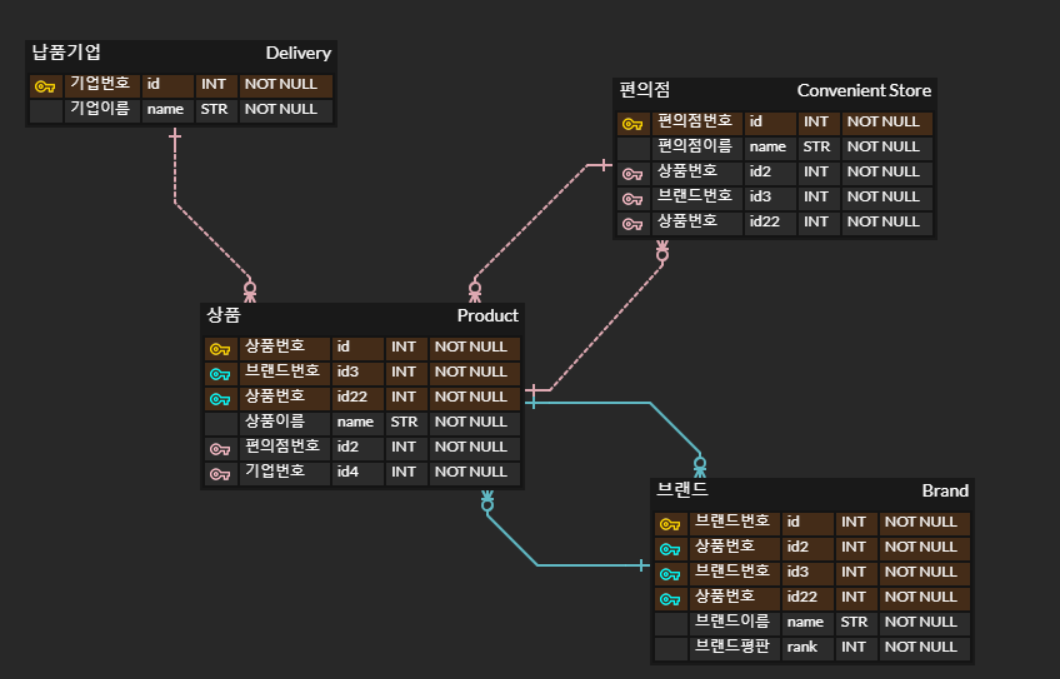 납품기업 Delivery
기업번호 id INT NOT NULL
기업이름 name STR NOT NULL
편의점 Convenient Store
편의점번호 id INT NOT NULL
편의점이름 name STR NOT NULL
상품번호 id2 INT NOT NULL
브랜드번호 id3 INT NOT NULL
상품번호 id22 INT NOT NULL
상품 Product
상품번호 id INT NOT NULL
브랜드번호 id3 INT NOT NULL
상품번호 id22 INT NOT NULL
상품이름 name STR NOT NULL
편의점번호 id2 INT NOT NULL
기업번호 id4 INT NOT NULL
브랜드 Brand
브랜드번호 id INT NOT NULL
상품번호 id2 INT NOT NULL
브랜드번호 id3 INT NOT NULL
상품번호 id22 INT NOT NULL
브랜드이름 name STR NOT NULL
브랜드평판 rank INT NOT NULL